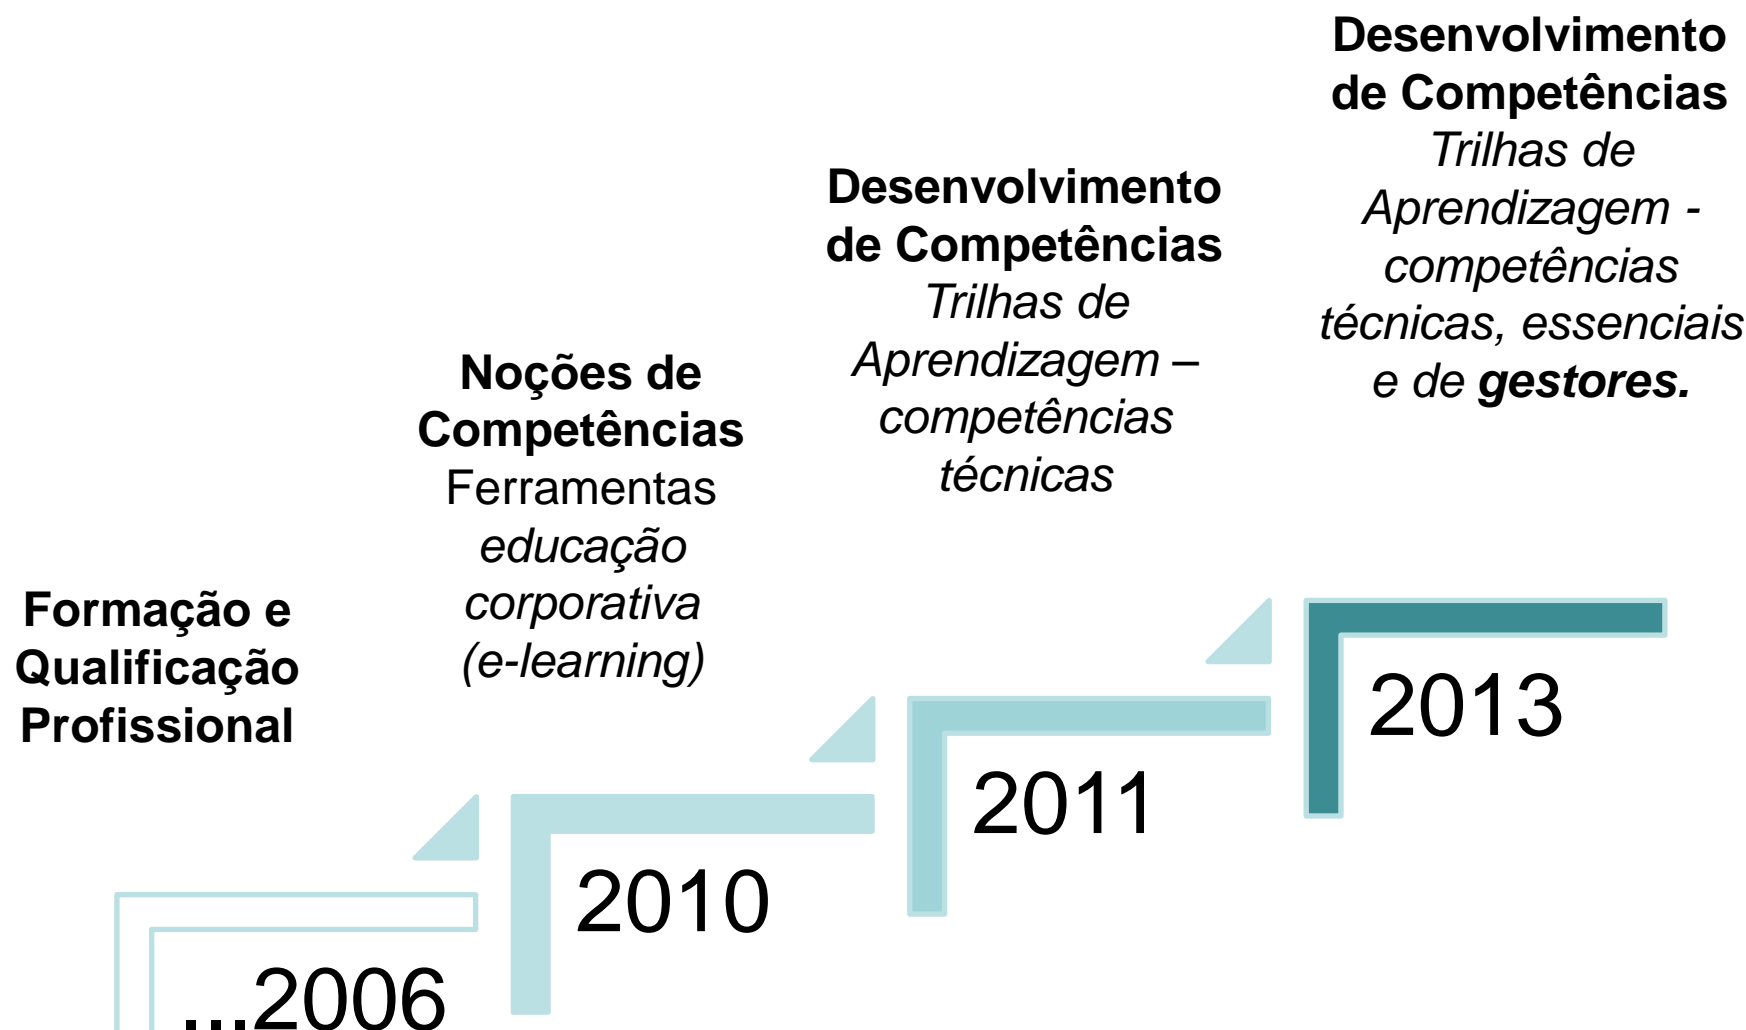 Formação e
Qualificação
Profissional
...2006
Noções de
Competências
Ferramentas
educação
corporativa
(e-learning)
2010
Desenvolvimento
de Competências
Trilhas de
Aprendizagem –
competências
técnicas
2011
Desenvolvimento
de Competências
Trilhas de
Aprendizagem -
competências
técnicas, essenciais
e de gestores.
2013